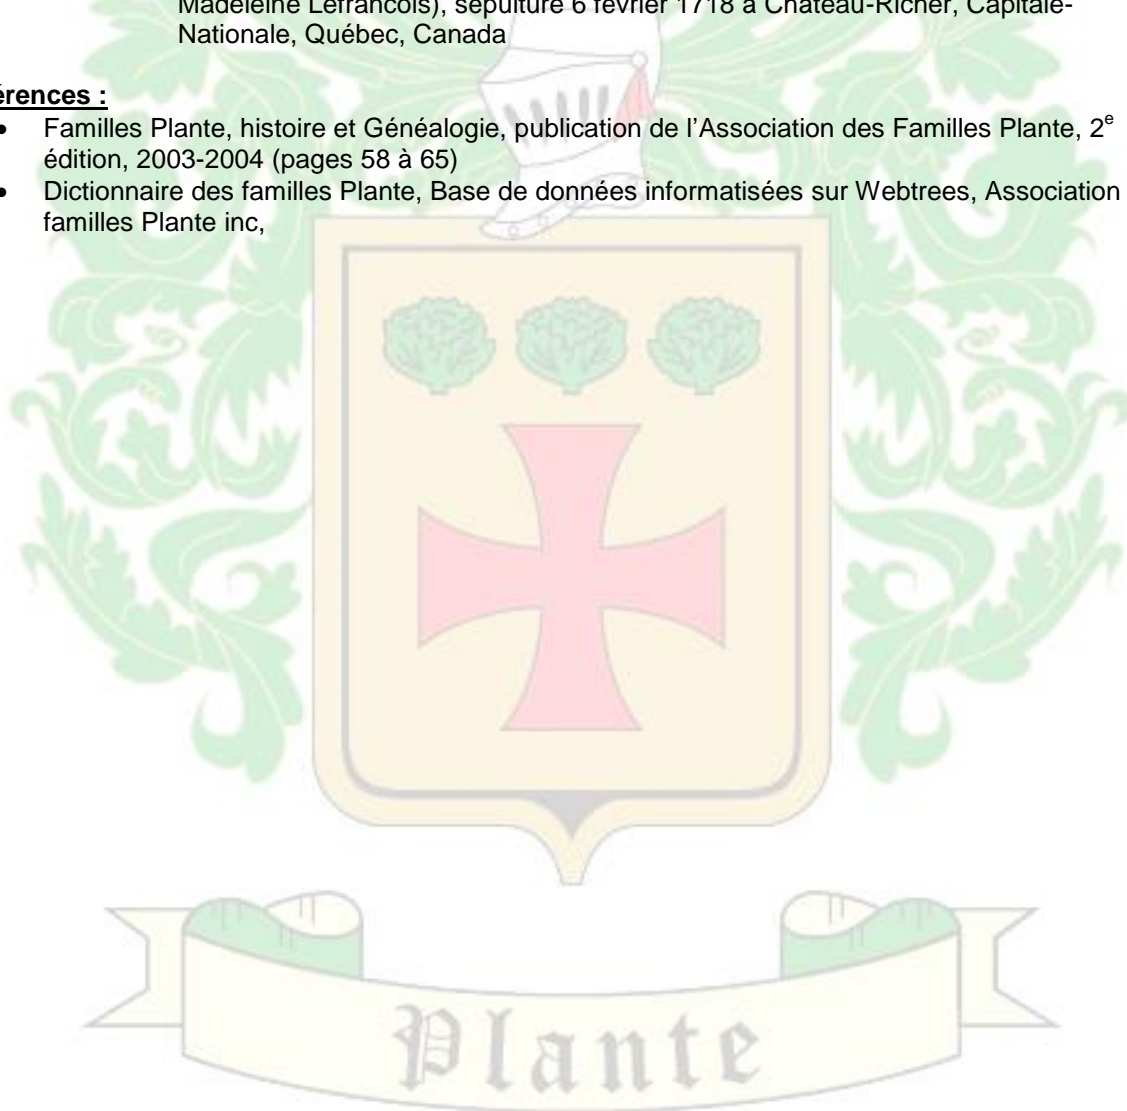 Madeleine Lefrancois), sépulture 6 février 1718 à Château-Richer, Capitale-
Nationale, Québec, Canada
érences :
• Familles Plante, histoire et Généalogie, publication de l’Association des Familles Plante, 2e
édition, 2003-2004 (pages 58 à 65)
• Dictionnaire des familles Plante, Base de données informatisées sur Webtrees, Association
familles Plante inc,
Plante